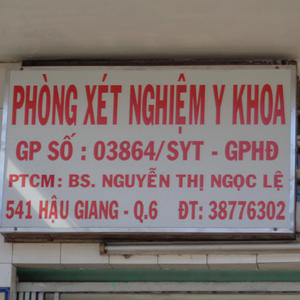 PHÒNG XÉT NGHIỆM Y KHOA
GP SỐ : 03864/SYT - GPHĐ
PTCM: BS. NGUYỄN THỊ NGỌC LỆ
541 HẬU GIANG - Q.6 ĐT: 38776302